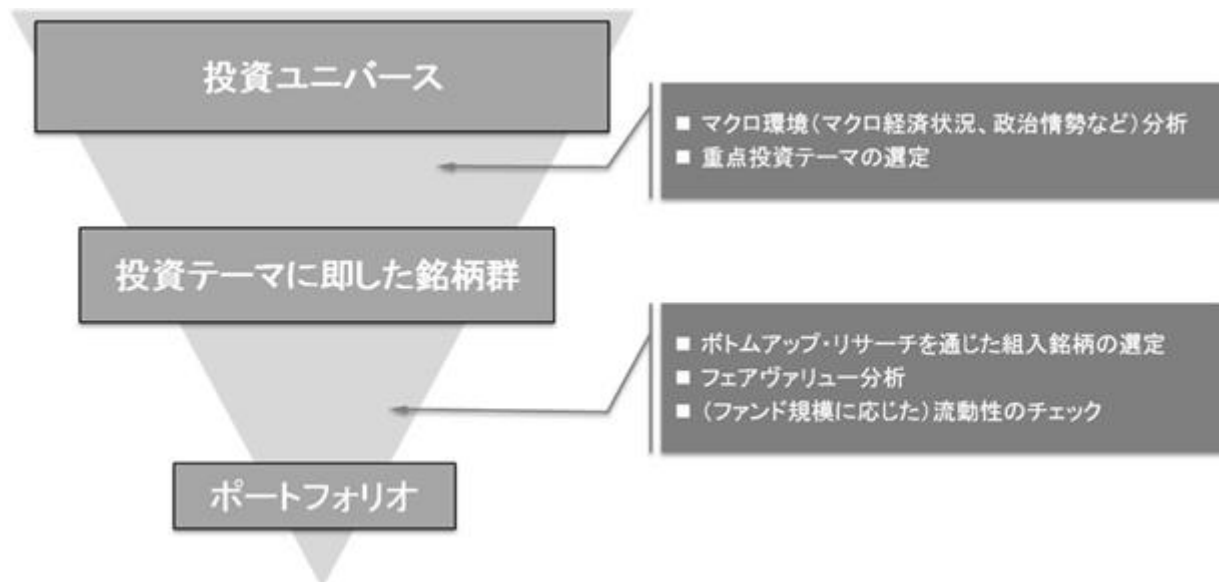 投資ユニバース
■ マクロ環境(マクロ経済状況、政治情勢など)分析
■ 重点投資テーマの選定
投資テーマに即した銘柄群
■ ボトムアップ・リサーチを通じた組入銘柄の選定
■ フェアヴァリュー分析
■ (ファンド規模に応じた)流動性のチェック
ポートフォリオ